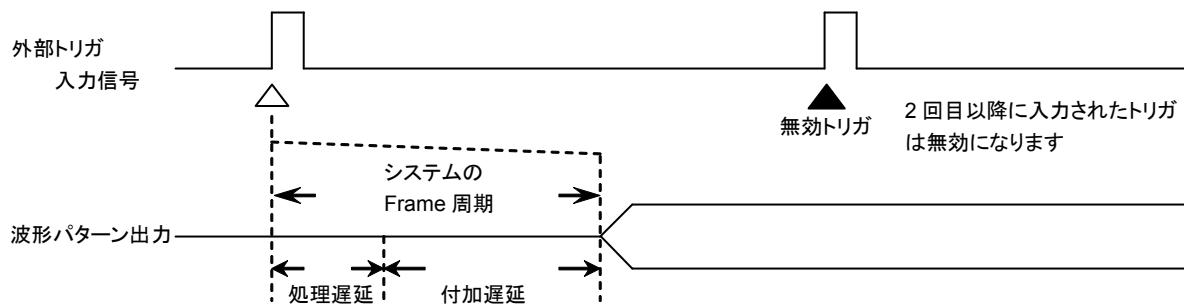 外部トリガ
入力信号
無効トリガ
2 回目以降に入力されたトリガ
は無効になります
システムの
Frame 周期
波形パターン出力
処理遅延
付加遅延